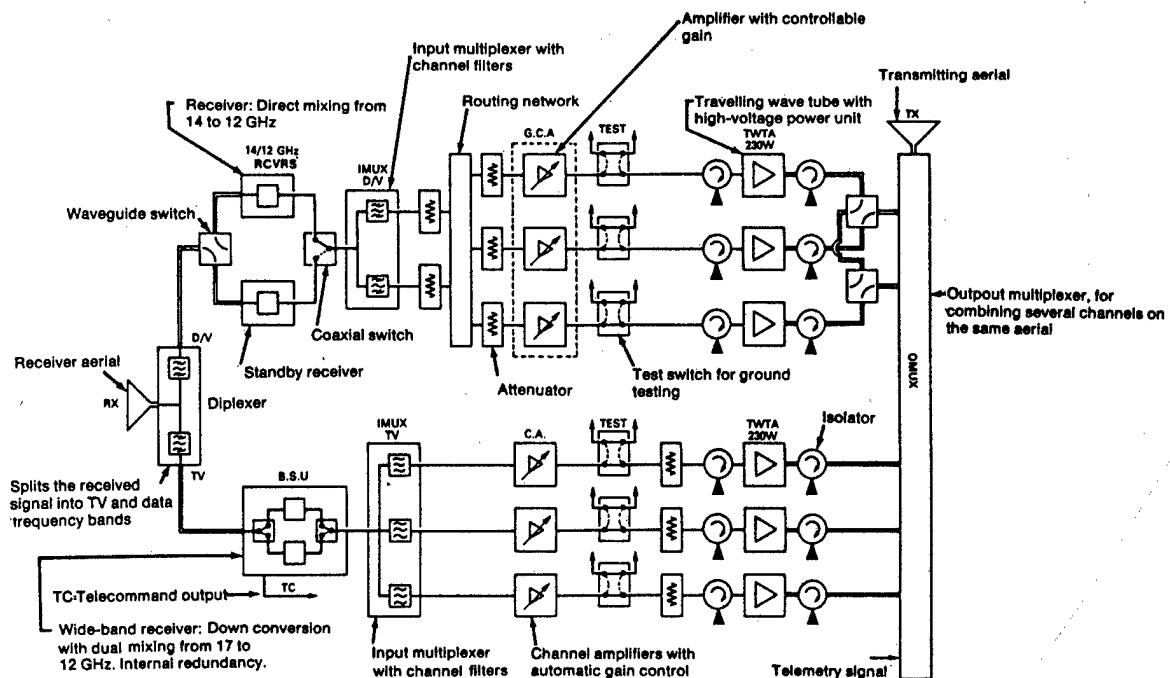 Amplifier with controllable
gain
Input multiplexer with
channel filters
Transmitting aerial
Receiver: Direct mixing from
14 to 12 GHz
Routing network
Travelling wave tube with
high-voltage power unit
TX
14/12 GHz
RCVRS
IMUX
D/V
G.C.A
TEST
TWTA
230W
Waveguide switch
Coaxial switch
Outpout multiplexer, for
combining several channels on
the same aerial
D/V
Standby receiver
Attenuator
Test switch for ground
testing
OMUX
Receiver aerial
RX
Diplexer
TV
IMUX
TV
C.A.
TEST
TWTA
230W
Isolator
Splits the received
signal into TV and data
frequency bands
B.S.U
TC-Telecommand output
TC
Wide-band receiver: Down conversion
with dual mixing from 17 to
12 GHz. Internal redundancy.
Input multiplexer
with channel filters
Channel amplifiers with
automatic gain control
Telemetry signal